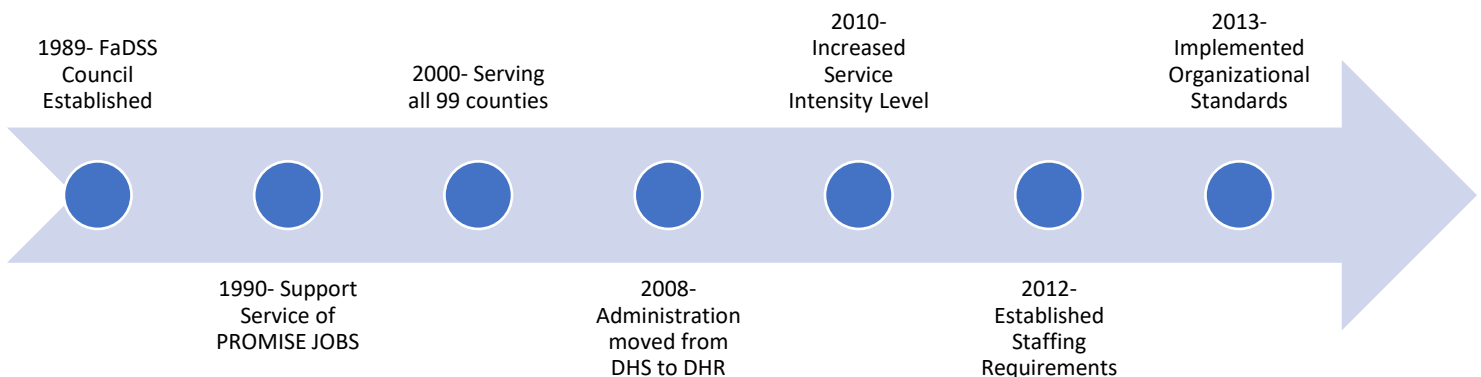 1989- FaDSS
Council
Established
1990- Support
Service of
PROMISE JOBS
2000- Serving
all 99 counties
2008-
Administration
moved from
DHS to DHR
2010-
Increased
Service
Intensity Level
2012-
Established
Staffing
Requirements
2013-
Implemented
Organizational
Standards